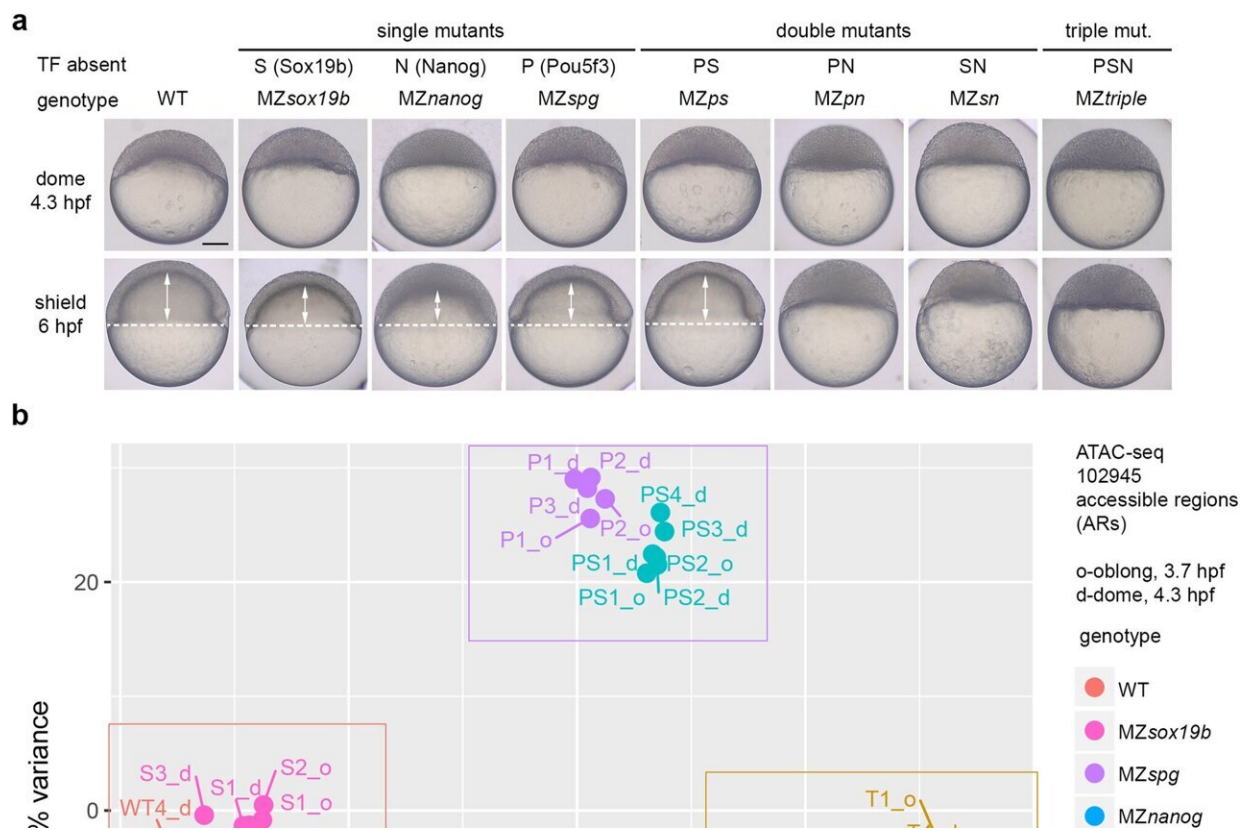 a
single mutants
double mutants
triple mut.
TF absent
S (Sox19b)
N (Nanog)
P (Pou5f3)
PS
PN
SN
PSN
genotype
WT
MZsox19b
MZnanog
MZspg
MZps
MZpn
MZsn
MZtriple
dome
4.3 hpf
shield
6 hpf
b
P1_d
P2_d
P3_d
P2_o
P1_o
PS4_d
PS3_d
PS1_d
PS2_o
PS1_o
PS2_d
20
S3_d
S2_o
S1_d
S1_o
WT4_d
T1_o
0
% variance
ATAC-seq
102945
accessible regions
(ARs)
o-oblong, 3.7 hpf
d-dome, 4.3 hpf
genotype
WT
MZsox19b
MZspg
MZnanog